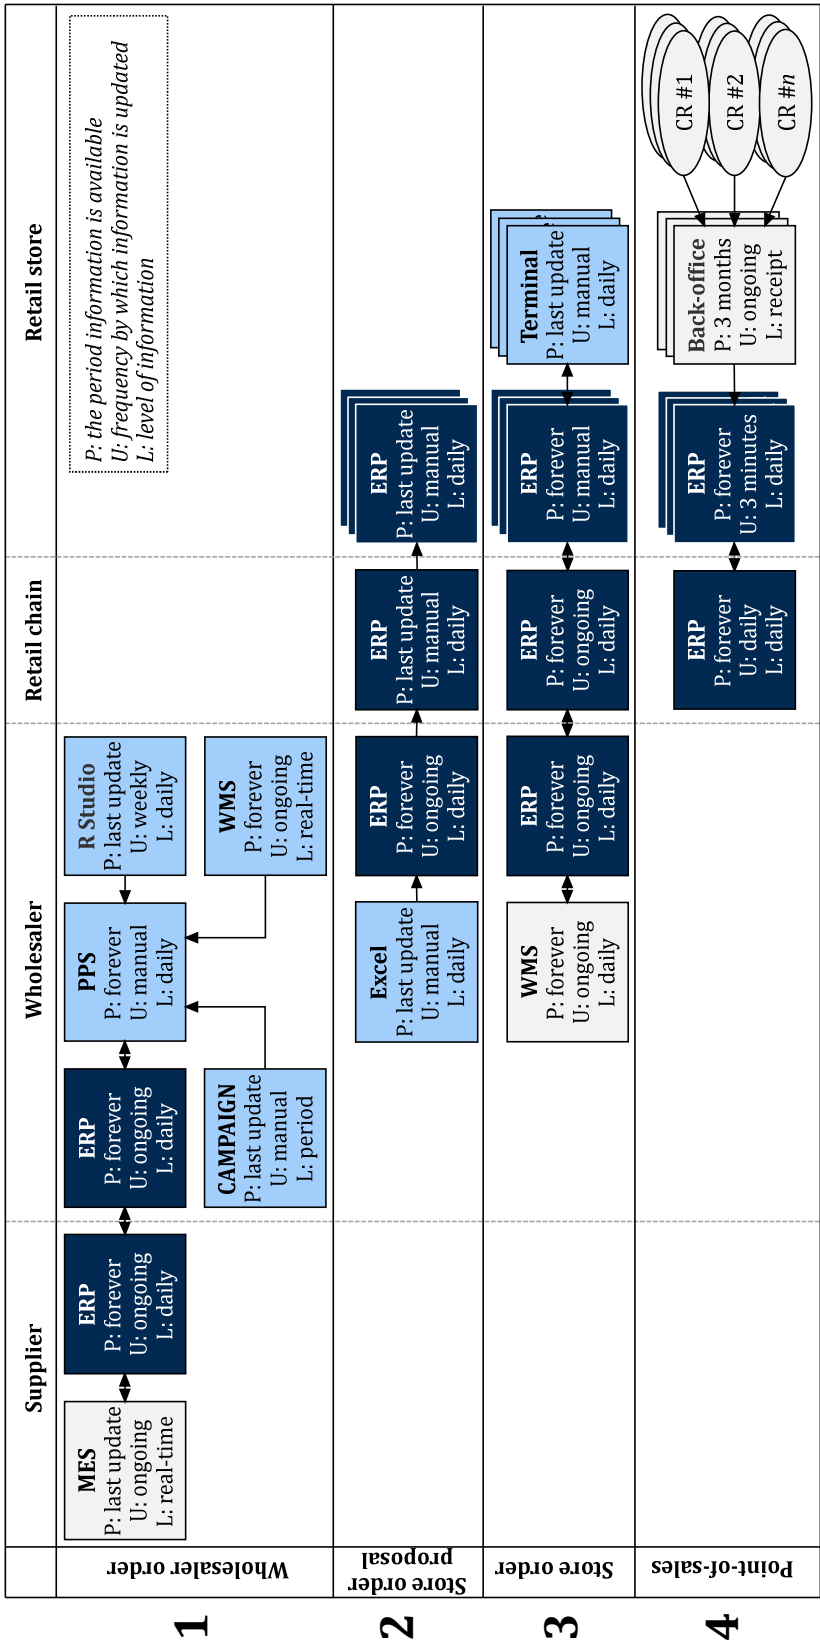 Supplier
Wholesaler
Retail chain
Retail store
1
Wholesaler order
MES
P: last update
U: ongoing
L: real-time
ERP
P: forever
U: ongoing
L: daily
ERP
P: forever
U: ongoing
L: daily
PPS
P: forever
U: manual
L: daily
R Studio
P: last update
U: weekly
L: daily
CAMPAIGN
P: last update
U: manual
L: period
WMS
P: forever
U: ongoing
L: real-time
P: the period information is available
U: frequency by which information is updated
L: level of information
2
Store order
proposal
Excel
P: last update
U: manual
L: daily
ERP
P: forever
U: ongoing
L: daily
ERP
P: last update
U: manual
L: daily
ERP
P: last update
U: manual
L: daily
3
Store order
WMS
P: forever
U: ongoing
L: daily
ERP
P: forever
U: ongoing
L: daily
ERP
P: forever
U: ongoing
L: daily
ERP
P: forever
U: manual
L: daily
Terminal
P: last update
U: manual
L: daily
4
Point-of-sales
ERP
P: forever
U: daily
L: daily
ERP
P: forever
U: 3 minutes
L: daily
Back-office
P: 3 months
U: ongoing
L: receipt
CR #1
CR #2
CR #n